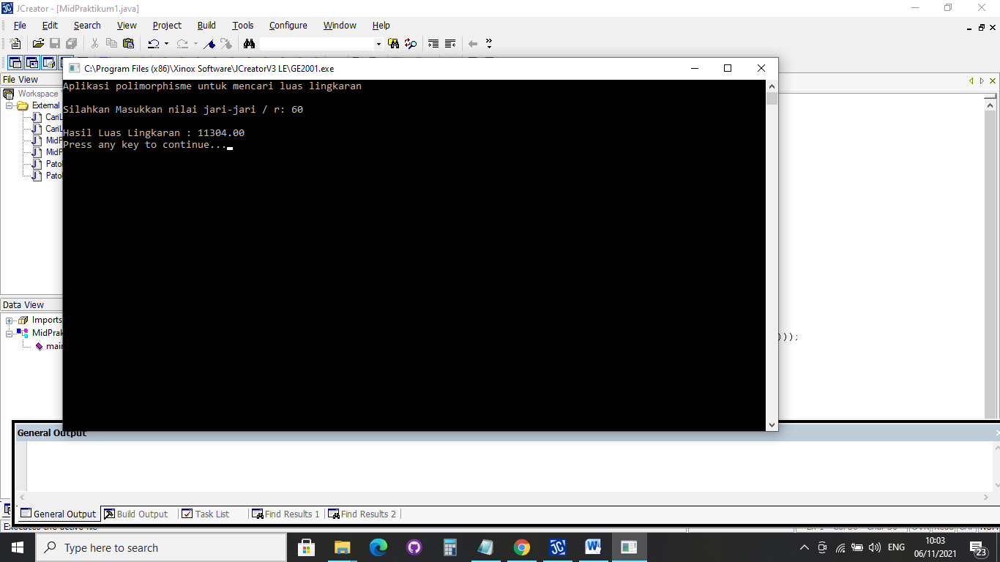 JCreator - [MidPraktikum1.java]
File Edit Search View Project Build Tools Configure Window Help
C:\Program Files (x86)\Xinox Software\JCreatorV3 LE\GE2001.exe
File View
Workspace
External
CariL
CariL
MidP
MidP
Patol
Patol
Aplikasi polimorphisme untuk mencari luas lingkaran
Silahkan Masukkan nilai jari-jari / r: 60
Hasil Luas Lingkaran : 11304.00
Press any key to continue...
Data View
Imports
MidPrak
main
)));
General Output
General Output Build Output Task List Find Results 1 Find Results 2
Executes the active file
Type here to search
ENG
10:03
06/11/2021
23